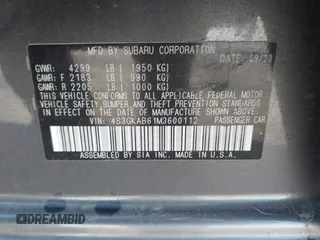 MFD BY SUBARU CORPORATION
DATE: 09/20
GVWR: 4299 LB( 1950 KG)
GAWR: F 2183 LB( 990 KG)
GAWR: R 2205 LB( 1000 KG)
THIS VEHICLE CONFORMS TO ALL APPLICABLE FEDERAL MOTOR
VEHICLE SAFETY, BUMPER, AND THEFT PREVENTION STANDARDS
IN EFFECT ON THE DATE OF MANUFACTURE SHOWN ABOVE.
VIN: 4S3GKAB61M3600112 PASSENGER CAR
ASSEMBLED BY SIA INC. MADE IN U.S.A.
DASHBID